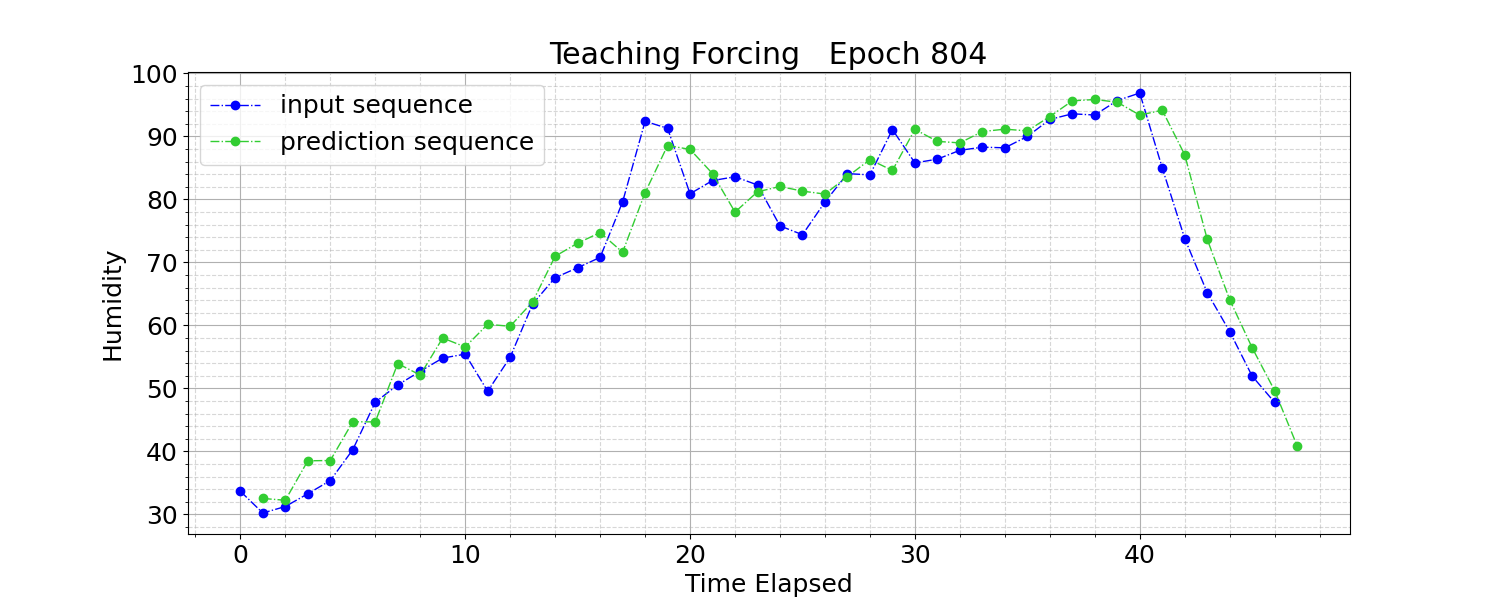 Teaching Forcing   Epoch 804
input sequence
prediction sequence
Humidity
100
90
80
70
60
50
40
30
0 10 20 30 40
Time Elapsed